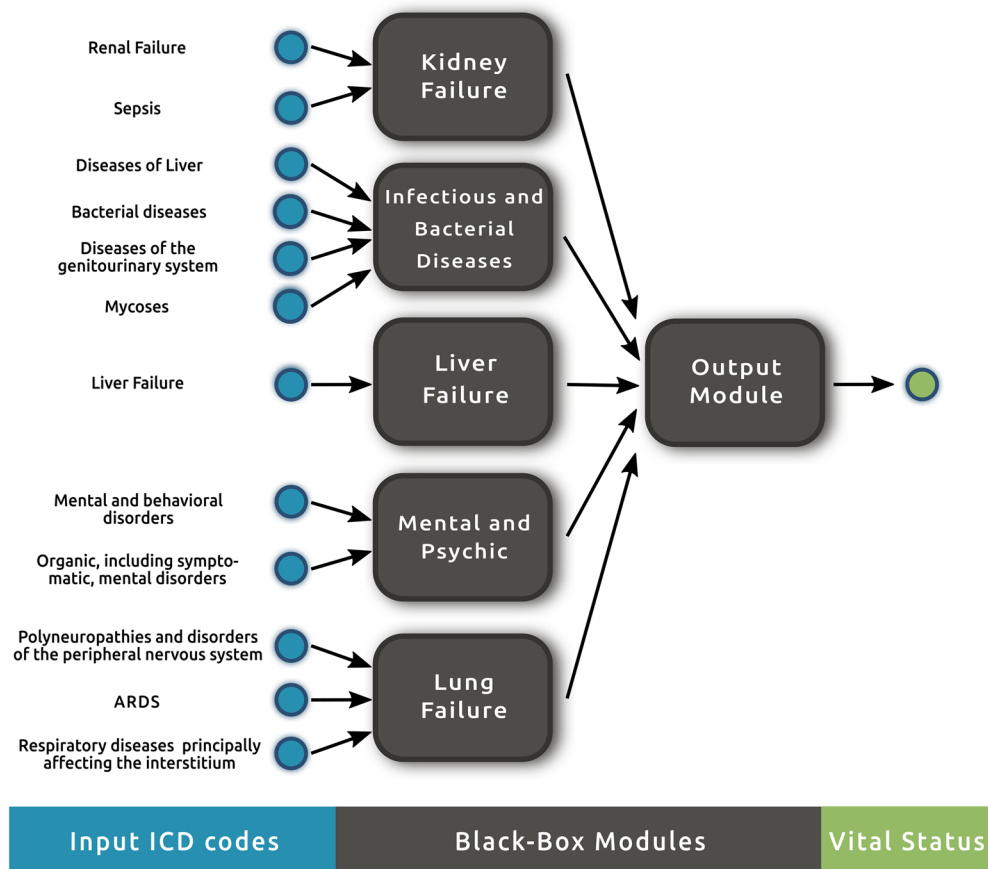 Renal Failure
Sepsis
Kidney
Failure
Diseases of Liver
Bacterial diseases
Diseases of the
genitourinary system
Mycoses
Infectious and
Bacterial
Diseases
Liver Failure
Liver
Failure
Output
Module
Mental and behavioral
disorders
Organic, including sympto-
matic, mental disorders
Mental and
Psychic
Polyneuropathies and disorders
of the peripheral nervous system
ARDS
Respiratory diseases principally
affecting the interstitium
Lung
Failure
Input ICD codes
Black-Box Modules
Vital Status